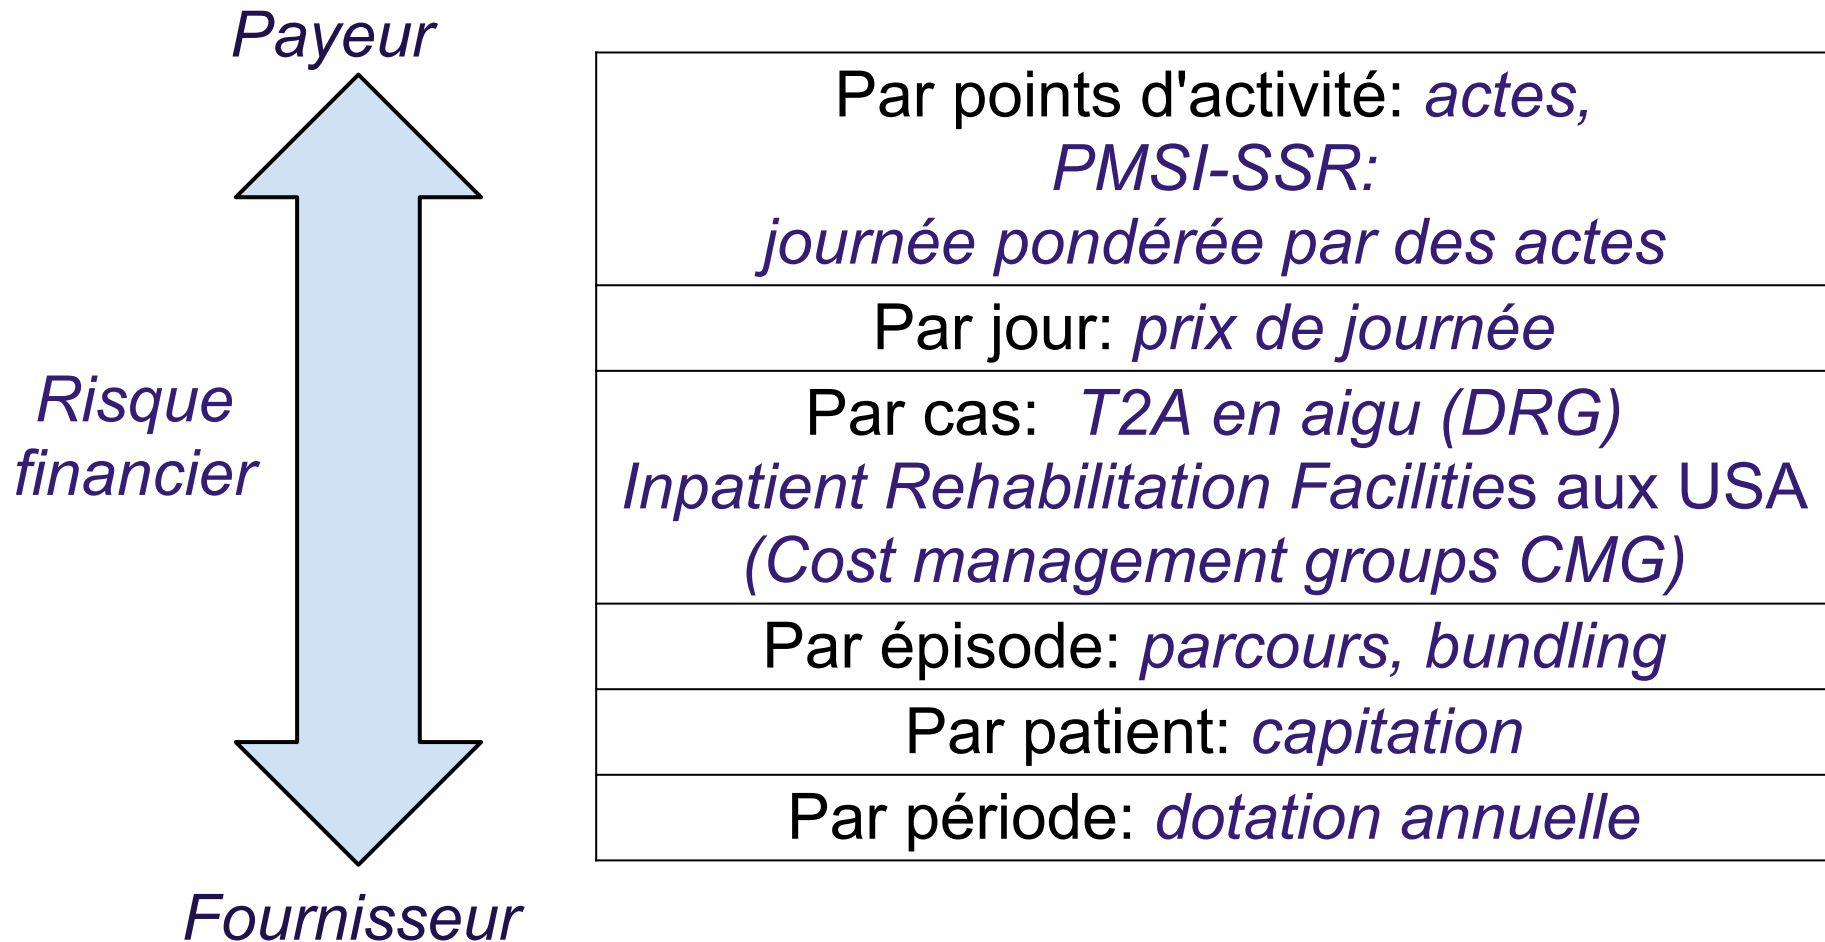 Payeur
Risque
financier
Fournisseur
Par points d'activité: actes,
PMSI-SSR:
journée pondérée par des actes
Par jour: prix de journée
Par cas: T2A en aigu (DRG)
Inpatient Rehabilitation Facilities aux USA
(Cost management groups CMG)
Par épisode: parcours, bundling
Par patient: capitation
Par période: dotation annuelle